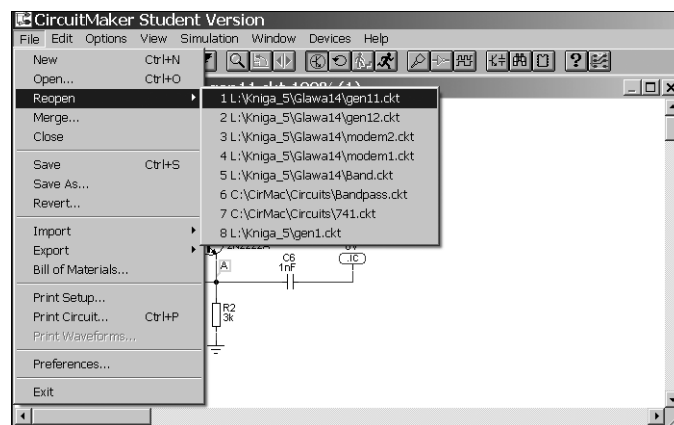 CircuitMaker Student Version
File Edit Options View Simulation Window Devices Help
New Ctrl+N
Open... Ctrl+O
Reopen
Merge...
Close
Save Ctrl+S
Save As...
Revert...
Import
Export
Bill of Materials...
Print Setup...
Print Circuit... Ctrl+P
Print Waveforms...
Preferences...
Exit
1 L:\Kniga_5\Glawa14\gen11.ckt
2 L:\Kniga_5\Glawa14\gen12.ckt
3 L:\Kniga_5\Glawa14\modem2.ckt
4 L:\Kniga_5\Glawa14\modem1.ckt
5 L:\Kniga_5\Glawa14\Band.ckt
6 C:\CirMac\Circuits\Bandpass.ckt
7 C:\CirMac\Circuits\741.ckt
8 L:\Kniga_5\gen1.ckt
2N2222A
A
C6
1nF
.IC
R2
3k